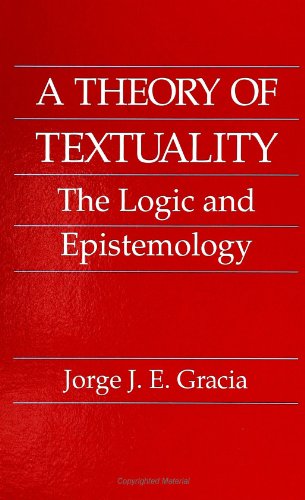 A THEORY OF
TEXTUALITY
The Logic and
Epistemology
Jorge J. E. Gracia
Copyrighted Material